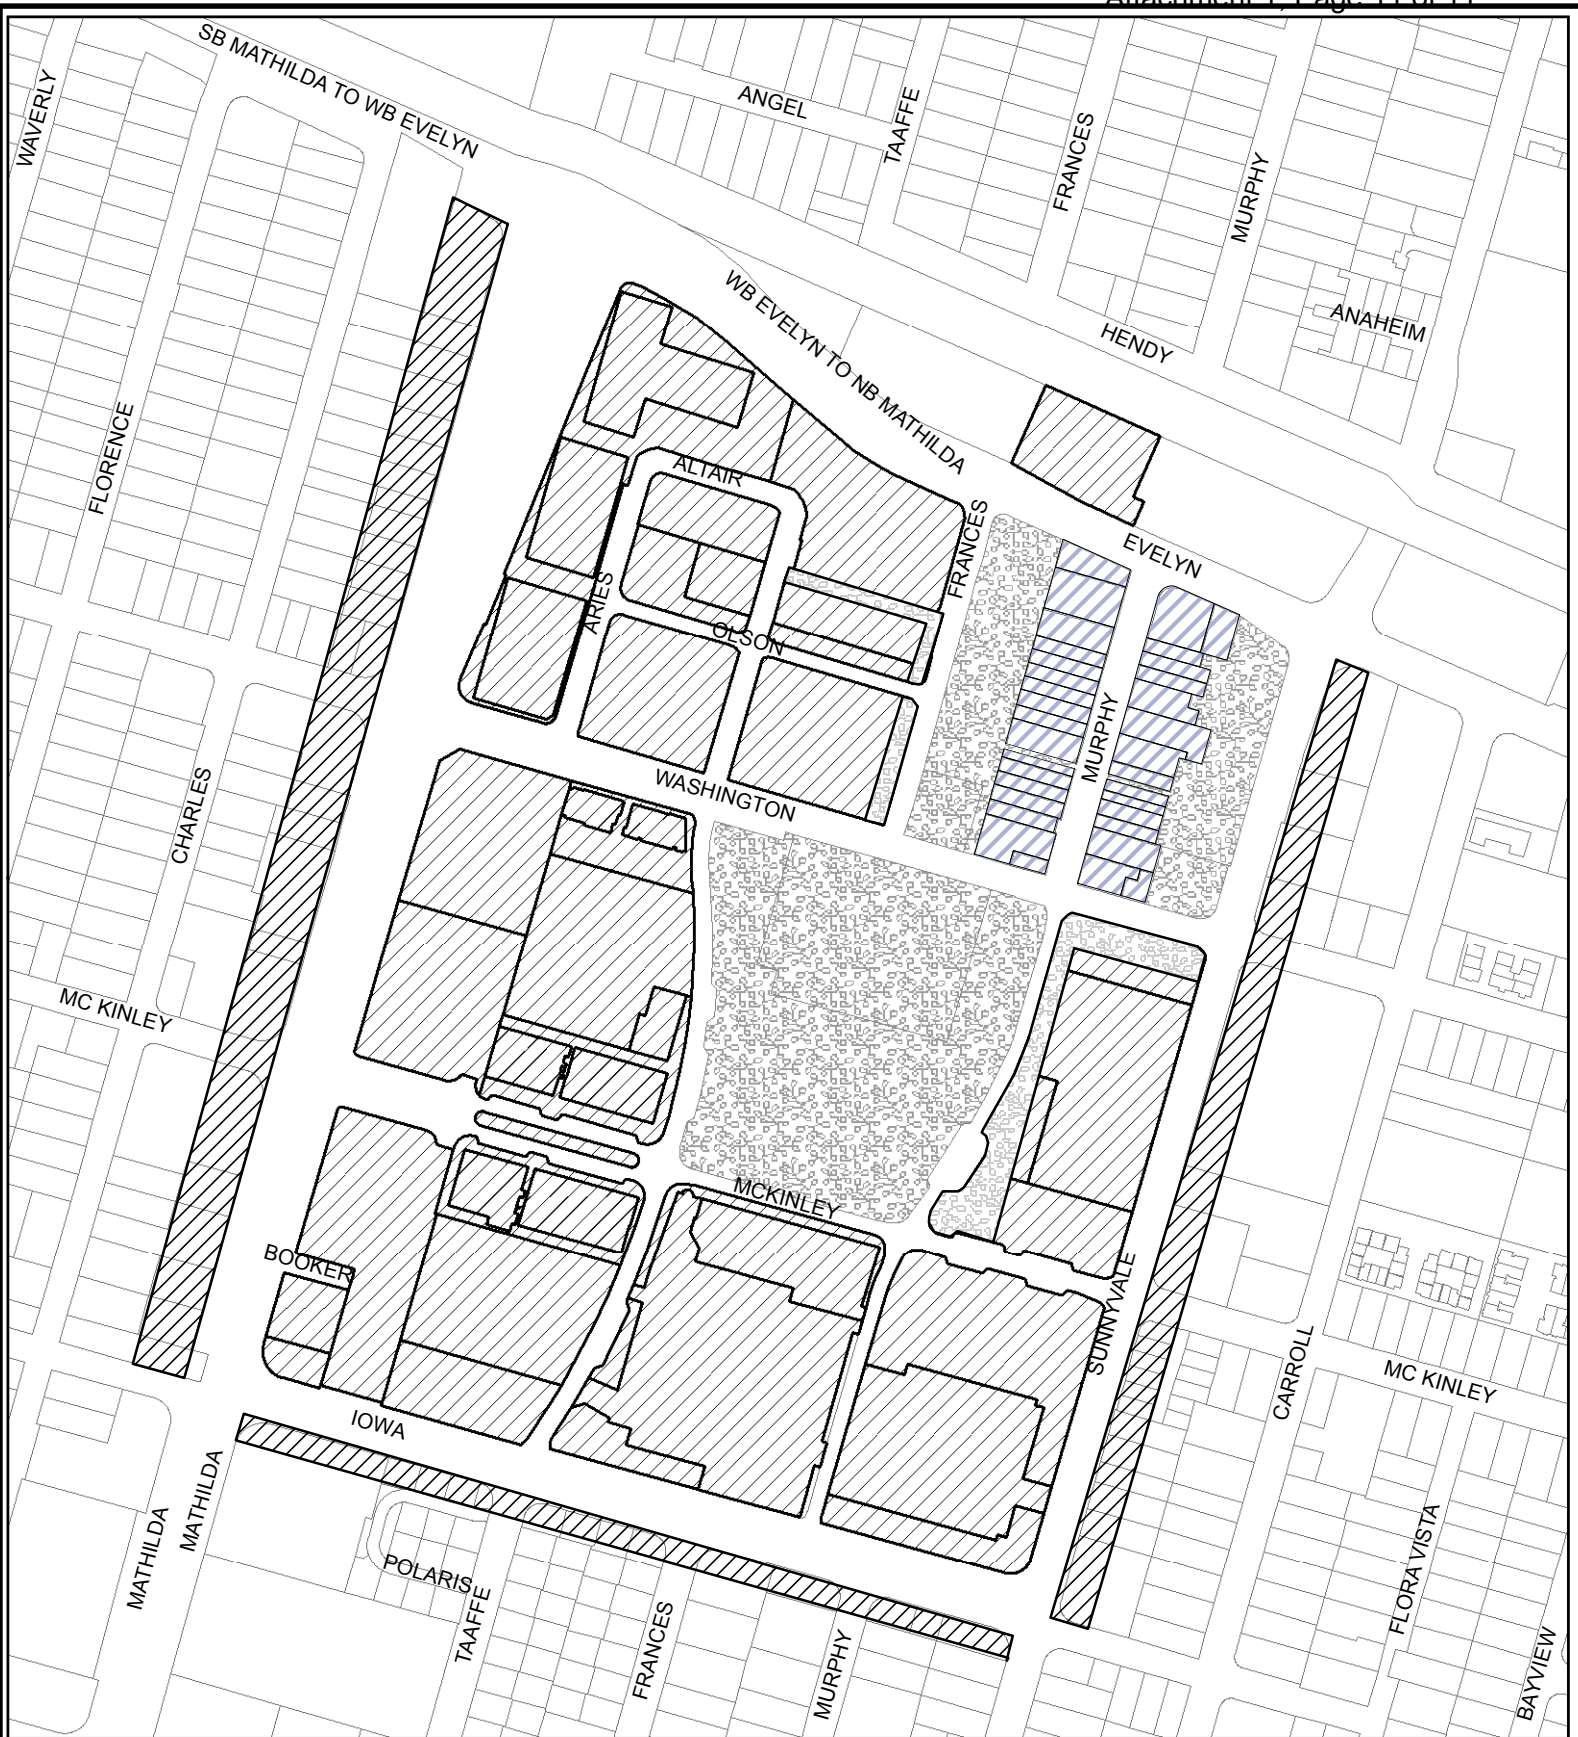 SB MATHILDA TO WB EVELYN
WAVERLY
ANGEL
TAAFFE
FRANCES
MURPHY
ANAHEIM
HENDY
WB EVELYN TO NB MATHILDA
FLORENCE
ALTAIR
FRANCES
EVELYN
ARIES
OLSON
MURPHY
WASHINGTON
CHARLES
MC KINLEY
MCKINLEY
BOOKER
SUNNYVALE
CARROLL
MC KINLEY
IOWA
MATHILDA
MATHILDA
POLARIS
TAAFFE
FRANCES
MURPHY
FLORA VISTA
BAYVIEW